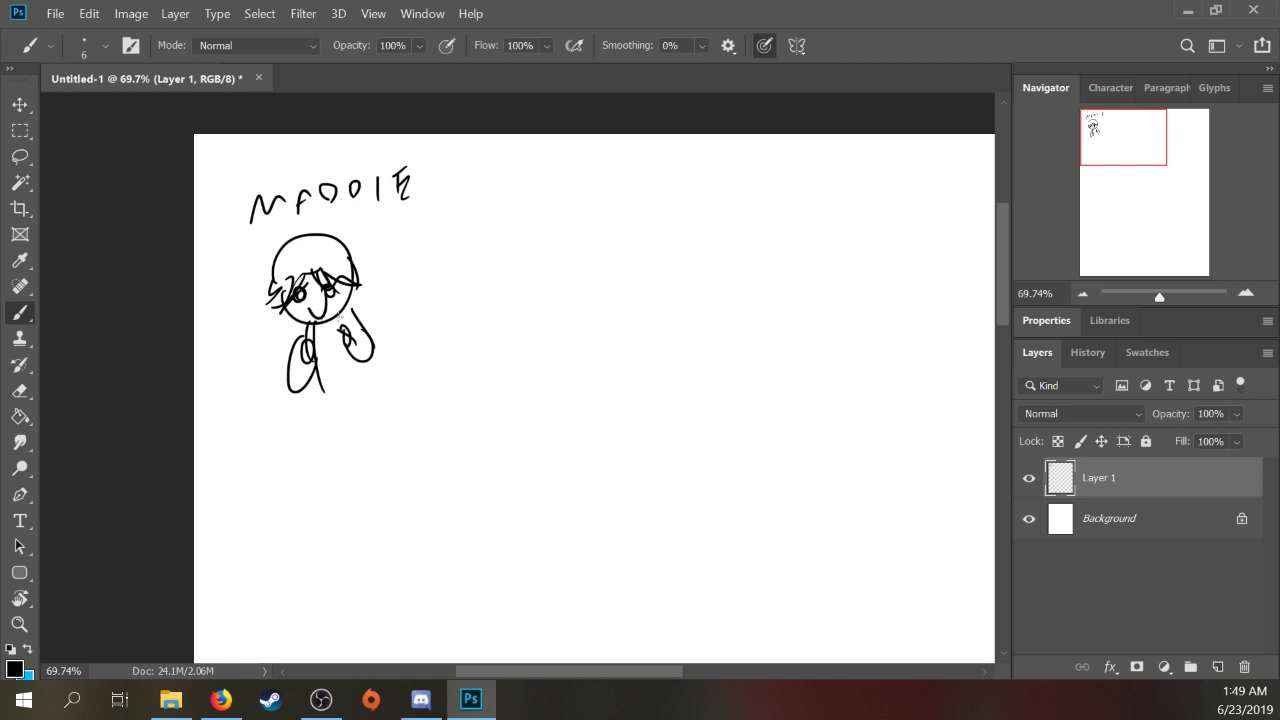 Ps File Edit Image Layer Type Select Filter 3D View Window Help
6 Mode: Normal Opacity: 100% Flow: 100% Smoothing: 0%
Untitled-1 @ 69.7% (Layer 1, RGB/8) *
Navigator Character Paragraph Glyphs
69.74%
Properties Libraries
Layers History Swatches
Kind
Normal Opacity: 100%
Lock: Fill: 100%
Layer 1
Background
69.74% Doc: 24.1M/2.06M
Ps
1:49 AM
6/23/2019